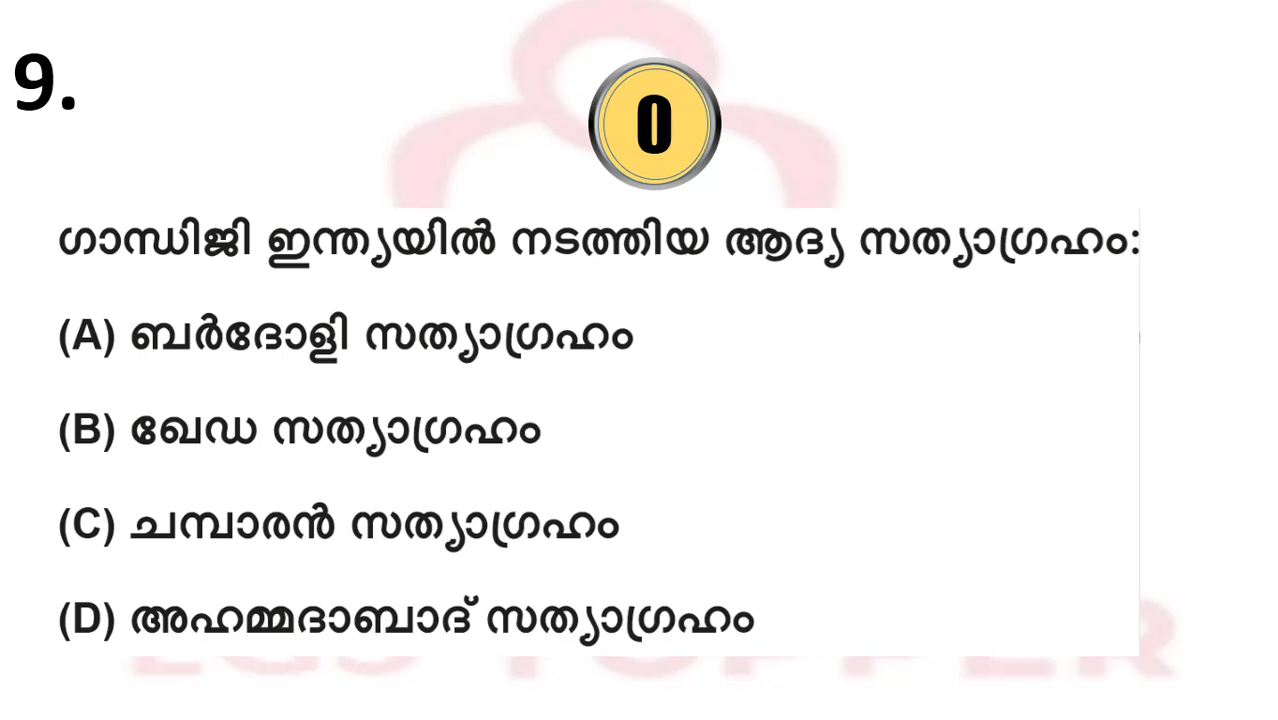 9.
0
ഗാന്ധിജി ഇന്ത്യയിൽ നടത്തിയ ആദ്യ സത്യാഗ്രഹം:
(A) ബർദോളി സത്യാഗ്രഹം
(B) ഖേഡ സത്യാഗ്രഹം
(C) ചമ്പാരൻ സത്യാഗ്രഹം
(D) അഹമ്മദാബാദ് സത്യാഗ്രഹം